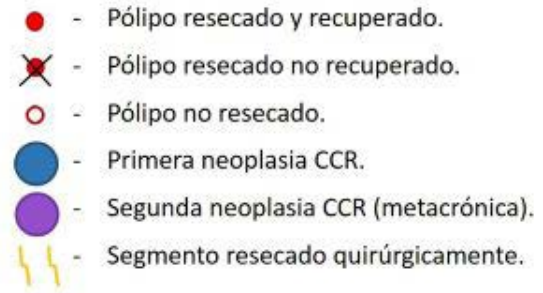 - Pólipo resecado y recuperado.
- Pólipo resecado no recuperado.
- Pólipo no resecado.
- Primera neoplasia CCR.
- Segunda neoplasia CCR (metacrónica).
- Segmento resecado quirúrgicamente.